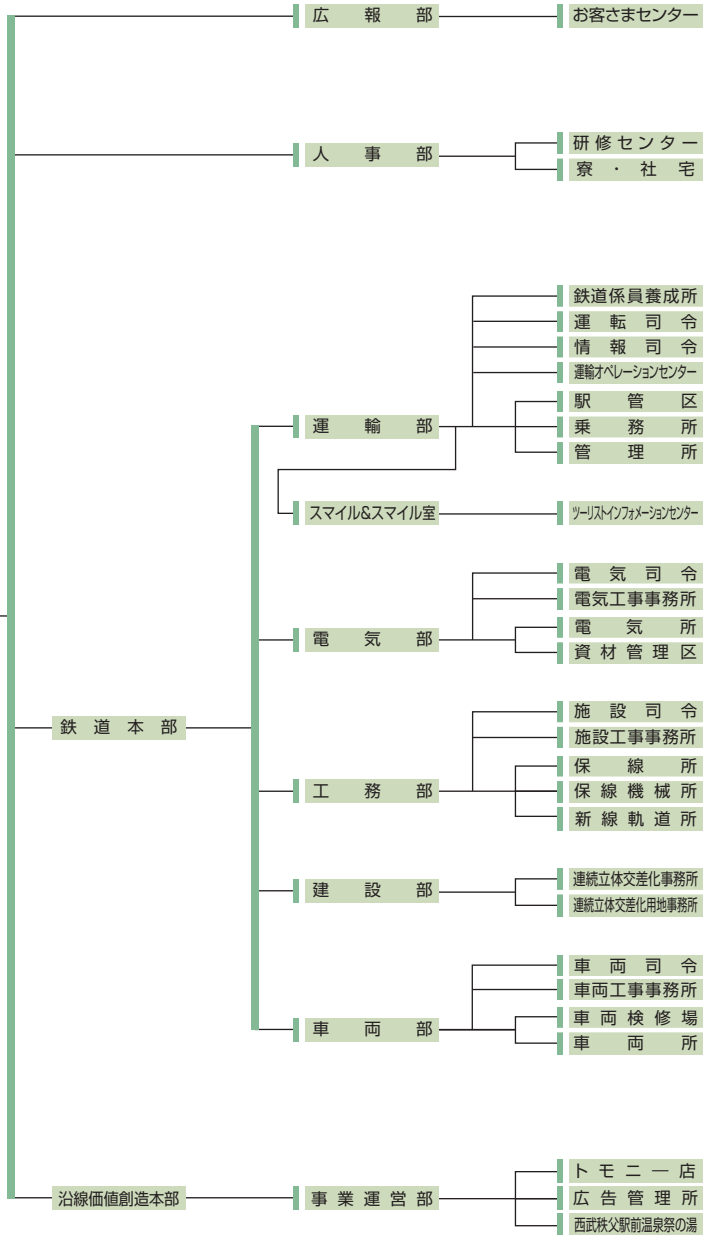 広報部
お客さまセンター
人事部
研修センター
寮・社宅
鉄道本部
運輸部
鉄道係員養成所
運転司令
情報司令
運輸オペレーションセンター
駅管区
乗務所
管理所
スマイル&スマイル室
ツーリストインフォメーションセンター
電気部
電気司令
電気工事事務所
電気所
資材管理区
工務部
施設司令
施設工事事務所
保線所
保線機械所
新線軌道所
建設部
連続立体交差化事務所
連続立体交差化用地事務所
車両部
車両司令
車両工事事務所
車両検修場
車両所
沿線価値創造本部
事業運営部
トモニー店
広告管理所
西武秩父駅前温泉祭の湯